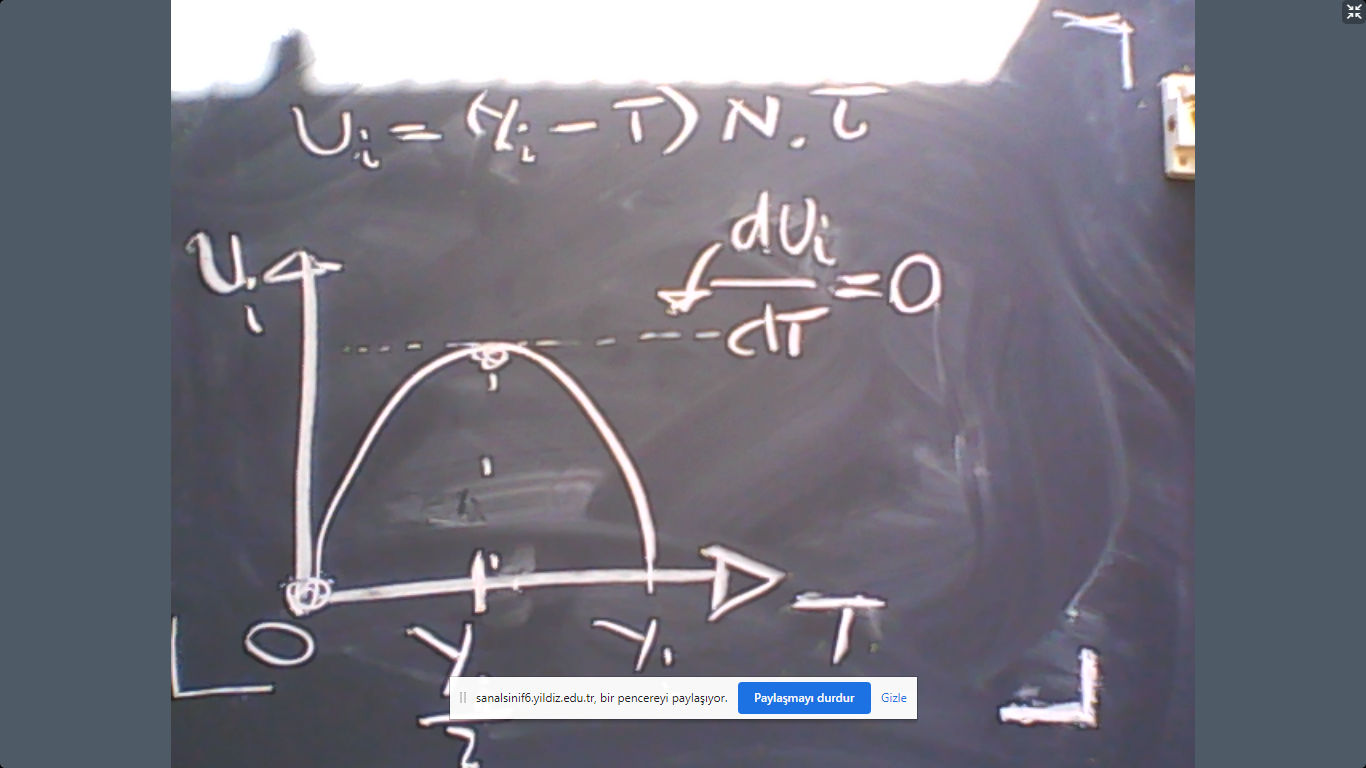 Uᵢ = (Yᵢ - T) N . T
Uᵢ
dUᵢ
= 0
dT
0
Yᵢ
T
2
sanalsinif6.yildiz.edu.tr, bir pencereyi paylaşıyor.
Paylaşmayı durdur
Gizle